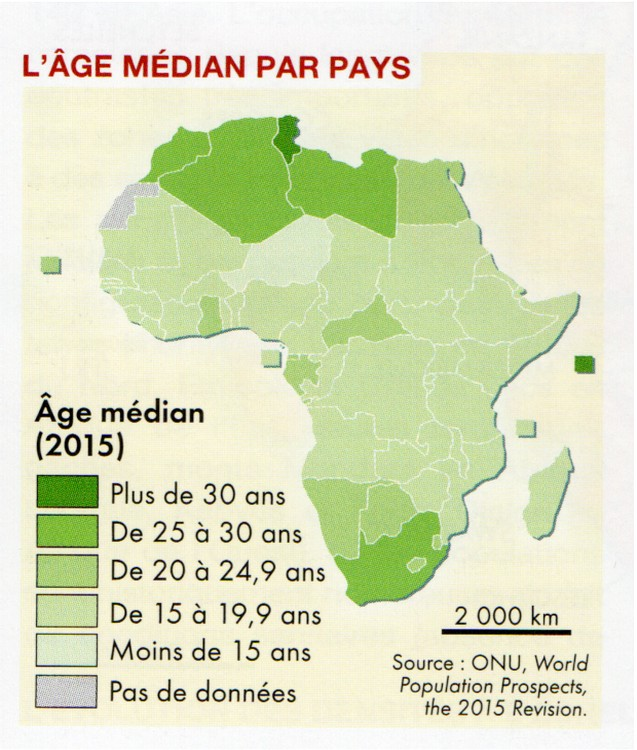 L'ÂGE MÉDIAN PAR PAYS
Âge médian
(2015)
Plus de 30 ans
De 25 à 30 ans
De 20 à 24,9 ans
De 15 à 19,9 ans
Moins de 15 ans
Pas de données
2 000 km
Source : ONU, World
Population Prospects,
the 2015 Revision.